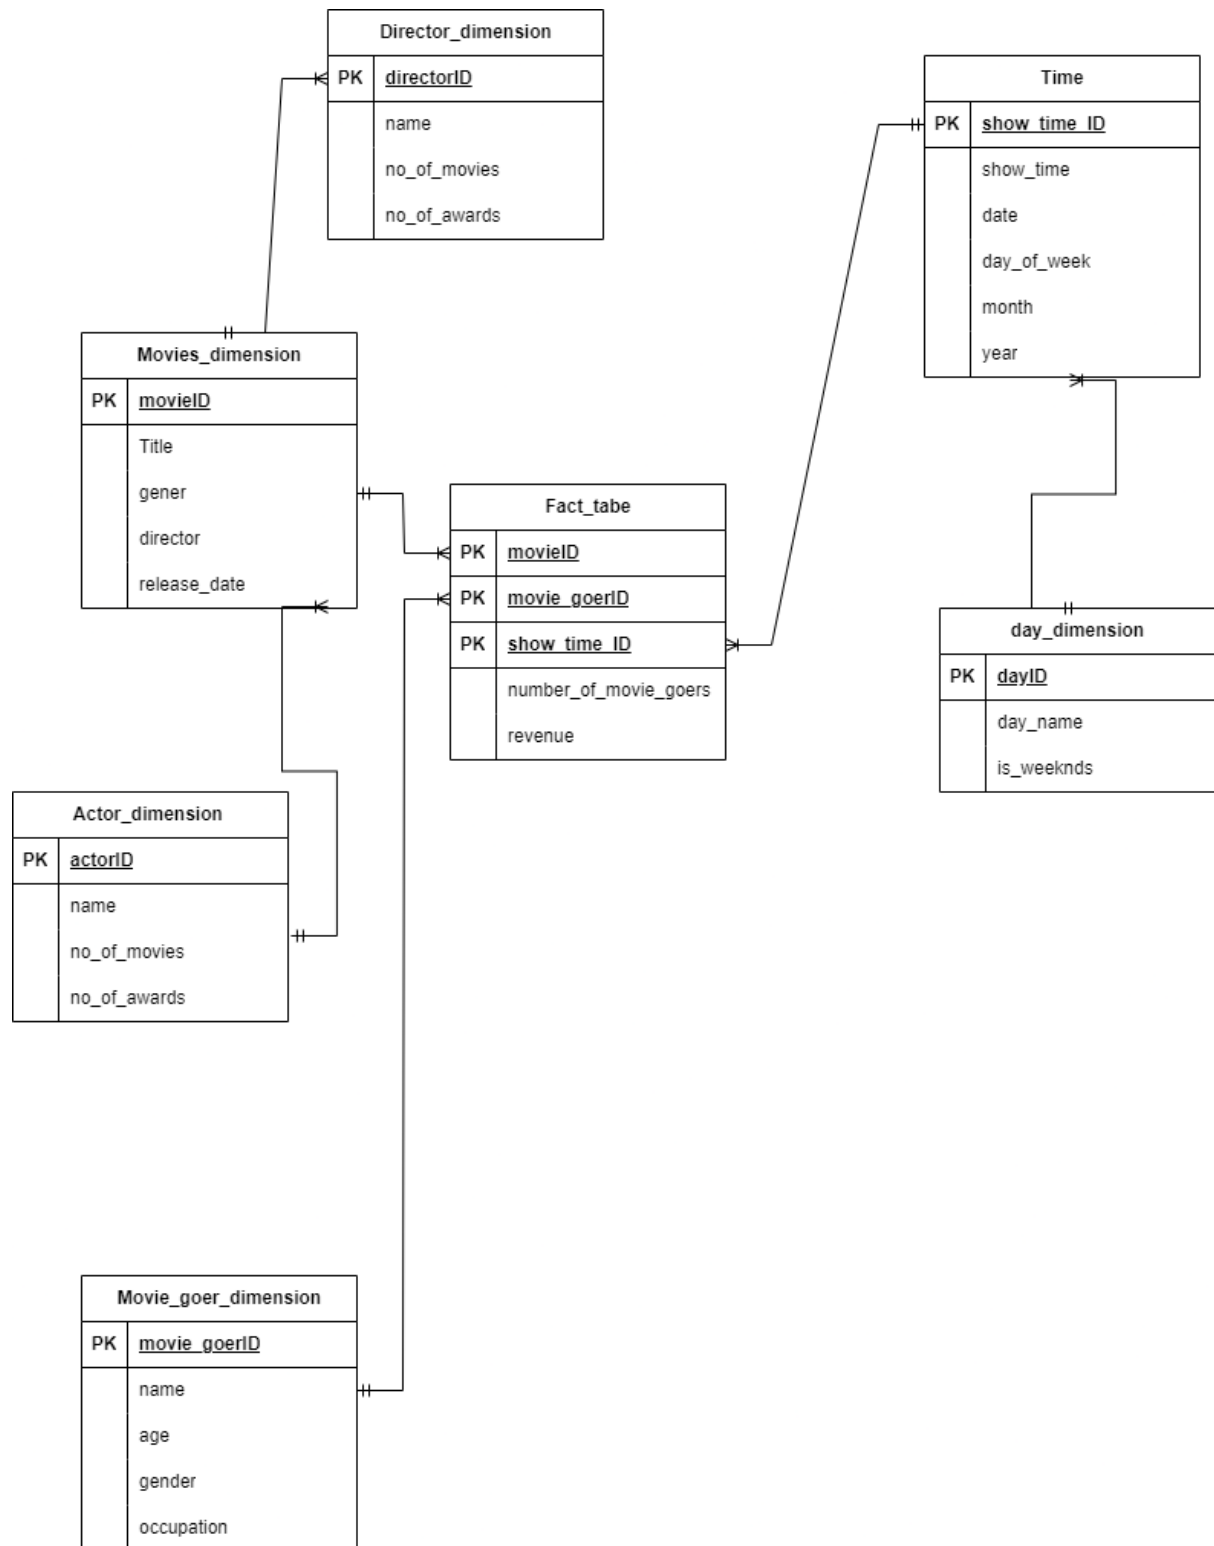 Director_dimension
PK directorID
name
no_of_movies
no_of_awards
Time
PK show_time_ID
show_time
date
day_of_week
month
year
Movies_dimension
PK movieID
Title
gener
director
release_date
Fact_tabe
PK movieID
PK movie_goerID
PK show_time_ID
number_of_movie_goers
revenue
day_dimension
PK dayID
day_name
is_weeknds
Actor_dimension
PK actorID
name
no_of_movies
no_of_awards
Movie_goer_dimension
PK movie_goerID
name
age
gender
occupation